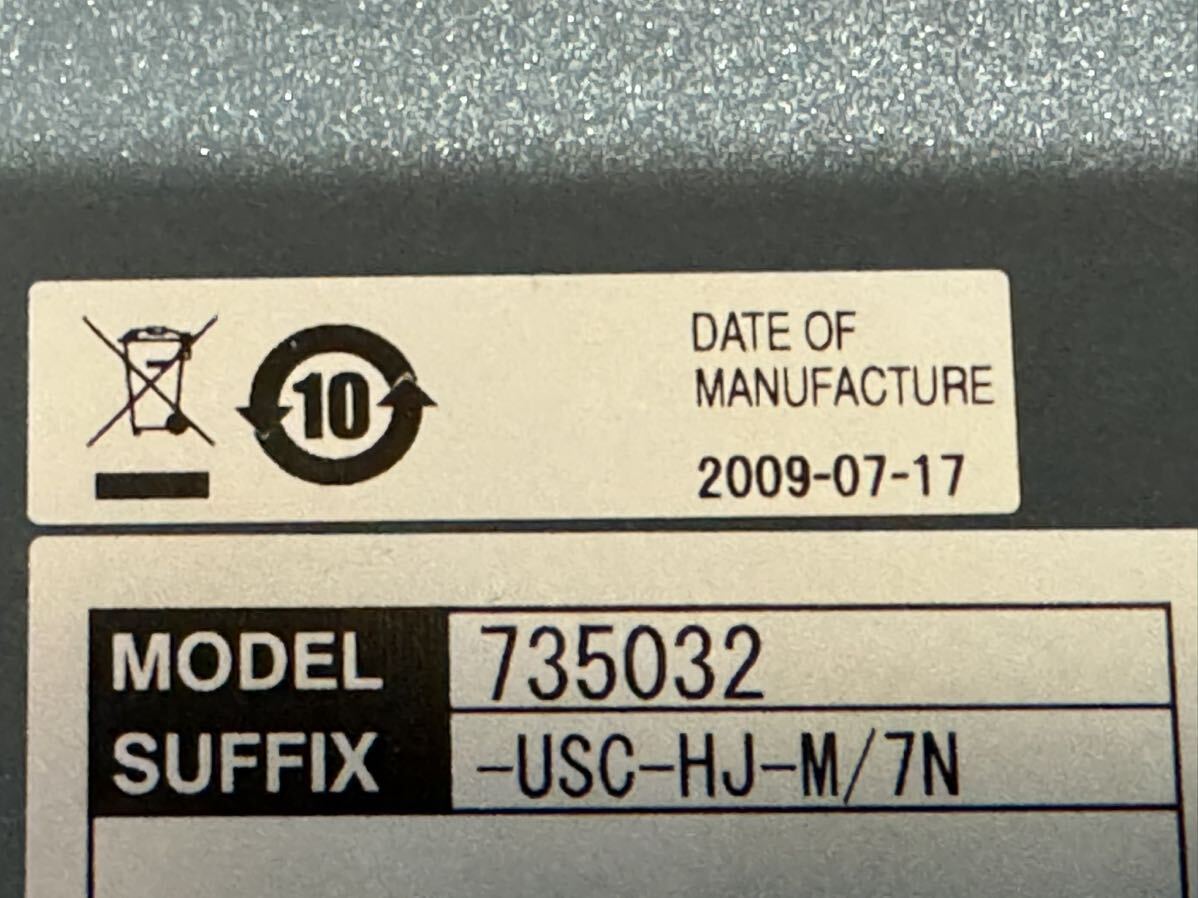 10
DATE OF
MANUFACTURE
2009-07-17
MODEL 735032
SUFFIX -USC-HJ-M/7N